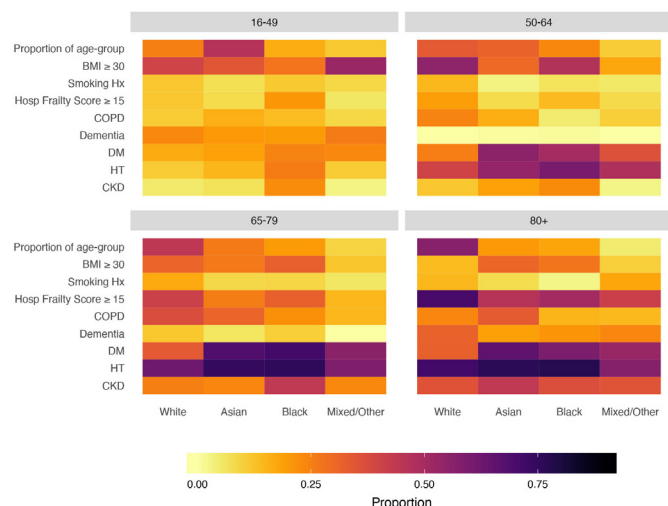 16-49
50-64
Proportion of age-group
BMI ≥ 30
Smoking Hx
Hosp Frailty Score ≥ 15
COPD
Dementia
DM
HT
CKD
65-79
80+
Proportion of age-group
BMI ≥ 30
Smoking Hx
Hosp Frailty Score ≥ 15
COPD
Dementia
DM
HT
CKD
White Asian Black Mixed/Other White Asian Black Mixed/Other
0.00 0.25 0.50 0.75
Proportion